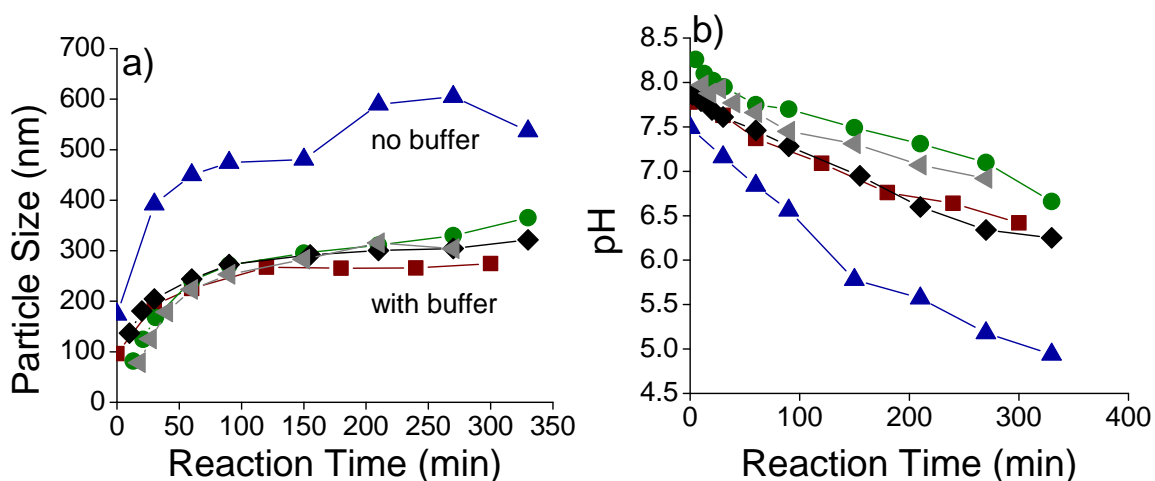 a)
Particle Size (nm)
700
600
500
400
300
200
100
0
no buffer
with buffer
0 50 100 150 200 250 300 350
Reaction Time (min)
b)
pH
8.5
8.0
7.5
7.0
6.5
6.0
5.5
5.0
4.5
0 100 200 300 400
Reaction Time (min)